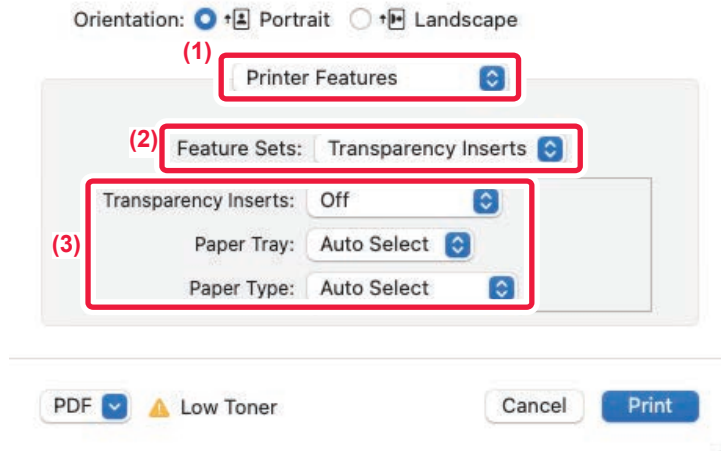 Orientation: Portrait Landscape
(1)
Printer Features
(2)
Feature Sets: Transparency Inserts
Transparency Inserts: Off
(3)
Paper Tray: Auto Select
Paper Type: Auto Select
PDF Low Toner Cancel Print